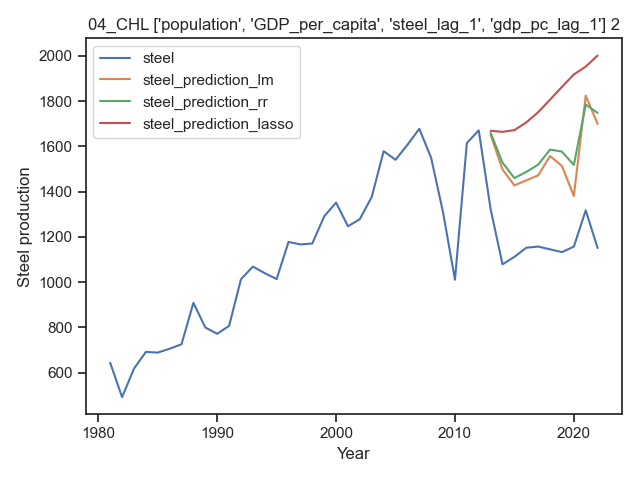 04_CHL ['population', 'GDP_per_capita', 'steel_lag_1', 'gdp_pc_lag_1'] 2
steel
steel_prediction_lm
steel_prediction_rr
steel_prediction_lasso
Steel production
2000
1800
1600
1400
1200
1000
800
600
1980
1990
2000
2010
2020
Year